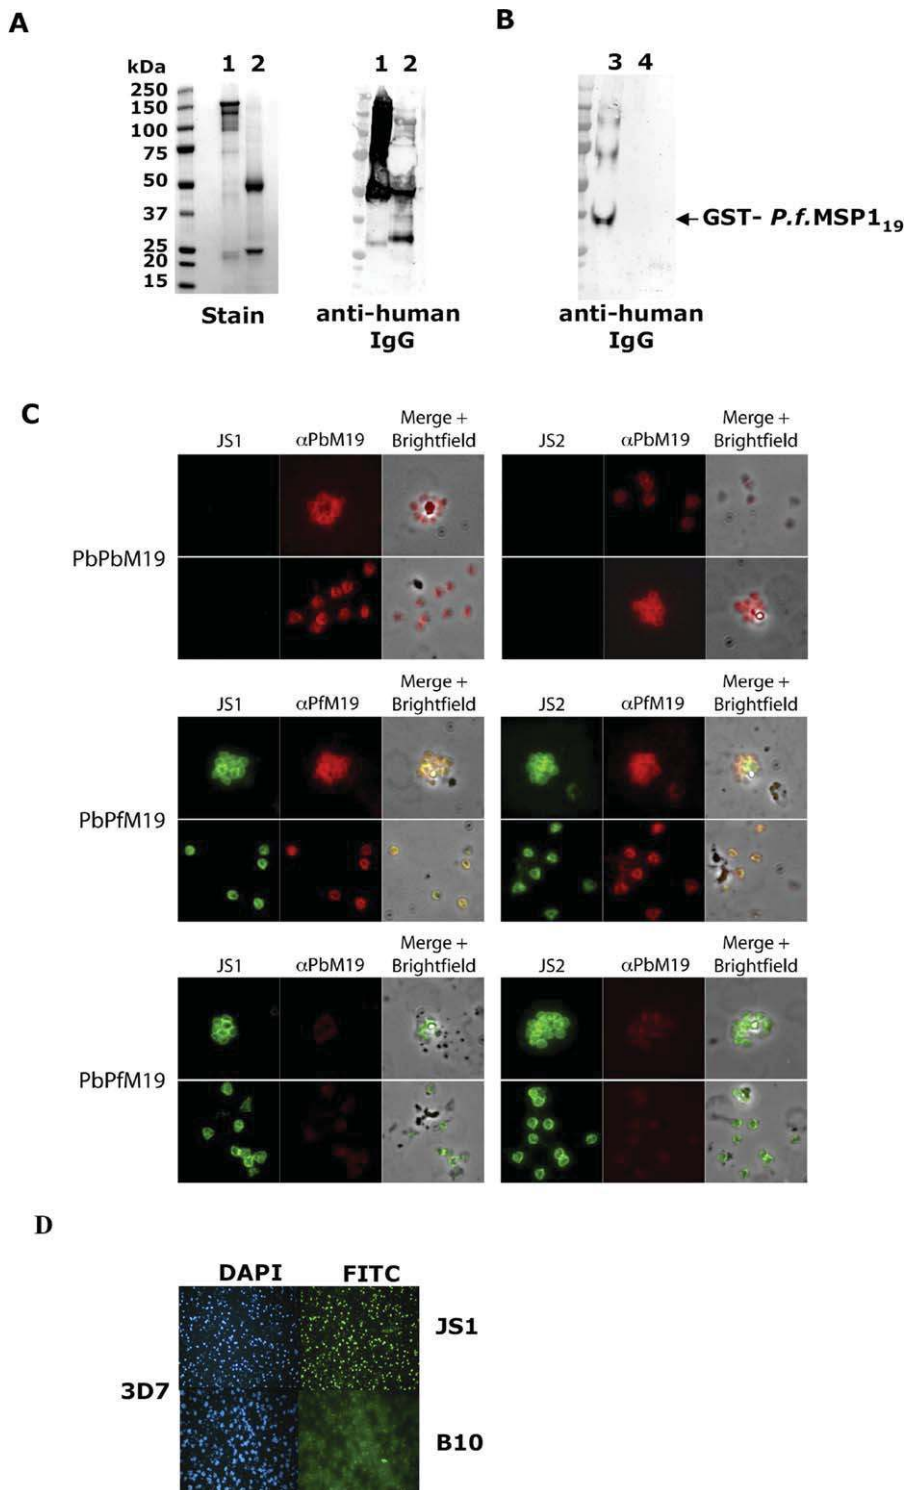 A
B
kDa
1 2
1 2
3 4
250
150
100
75
50
37
25
20
15
GST- P.f.MSP1₁₉
Stain
anti-human
IgG
anti-human
IgG
C
JS1
αPbM19
Merge +
Brightfield
JS2
αPbM19
Merge +
Brightfield
PbPbM19
JS1
αPfM19
Merge +
Brightfield
JS2
αPfM19
Merge +
Brightfield
PbPfM19
JS1
αPbM19
Merge +
Brightfield
JS2
αPbM19
Merge +
Brightfield
PbPfM19
D
DAPI
FITC
JS1
3D7
B10